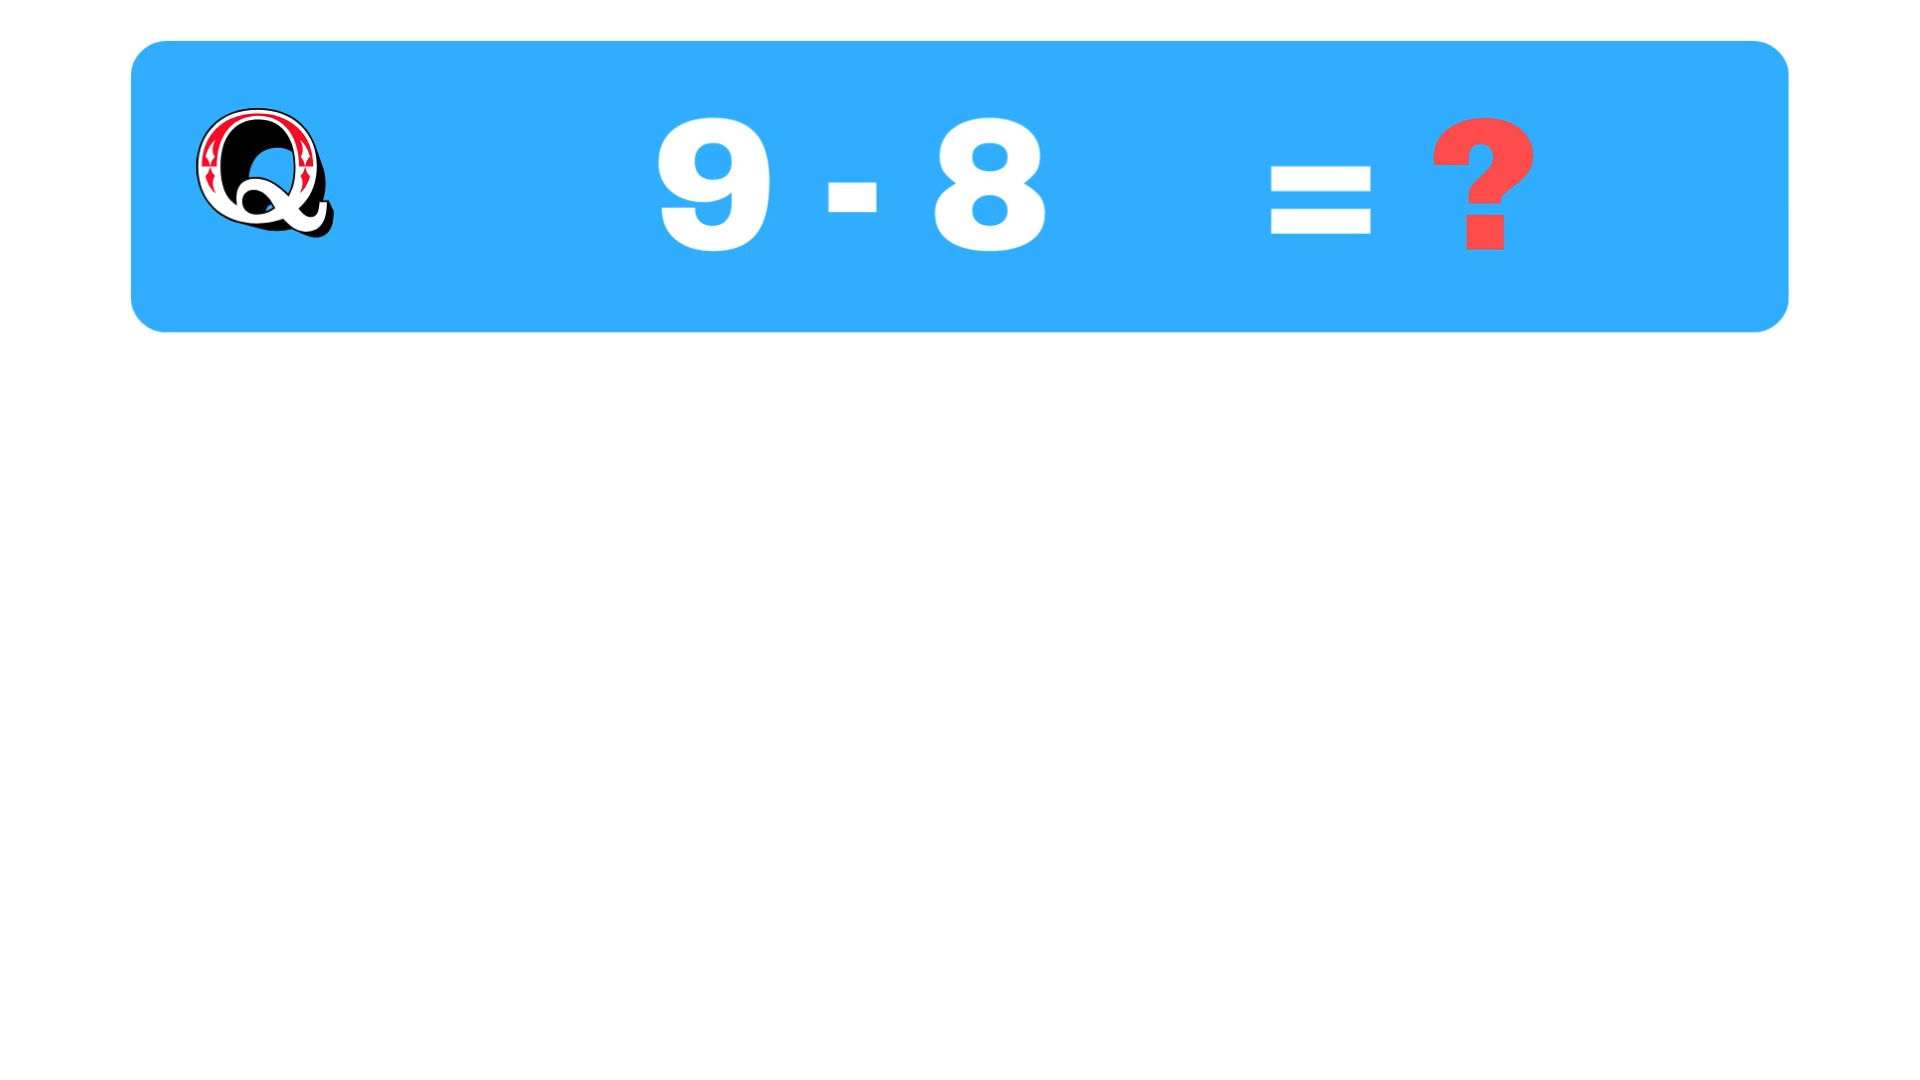 Q 9 - 8 = ?